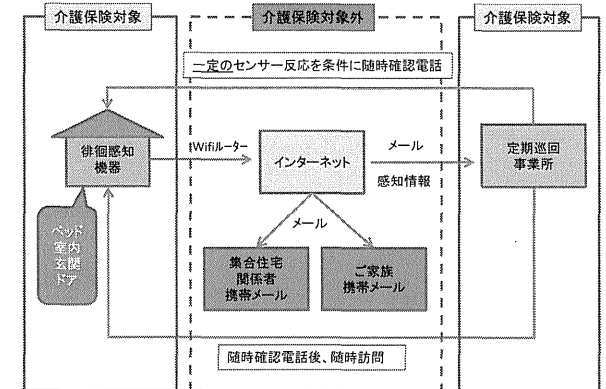 介護保険対象
介護保険対象外
介護保険対象
一定のセンサー反応を条件に随時確認電話
徘徊感知
機器
Wifiルーター
インターネット
メール
感知情報
定期巡回
事業所
ベッド
室内
玄関
ドア
メール
集合住宅
関係者
携帯メール
ご家族
携帯メール
随時確認電話後、随時訪問